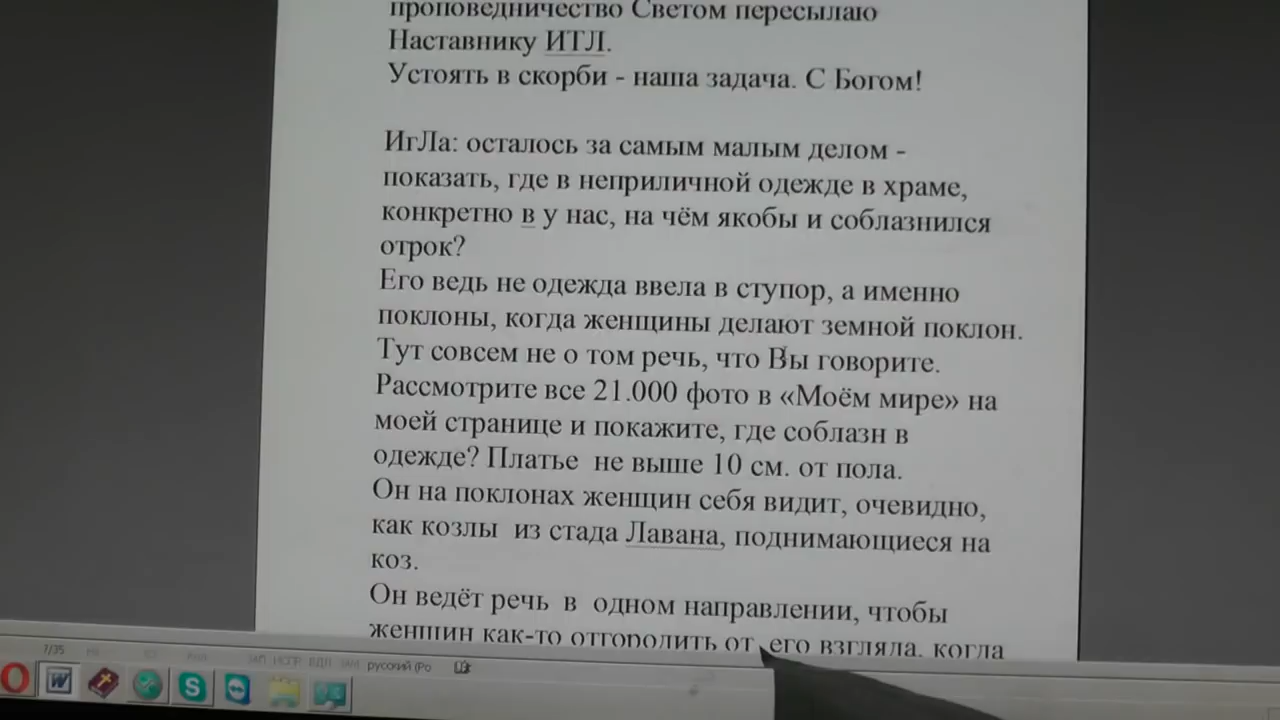 проповедничество Светом пересылаю
Наставнику ИТЛ.
Устоять в скорби - наша задача. С Богом!
ИгЛа: осталось за самым малым делом -
показать, где в неприличной одежде в храме,
конкретно в у нас, на чём якобы и соблазнился
отрок?
Его ведь не одежда ввела в ступор, а именно
поклоны, когда женщины делают земной поклон.
Тут совсем не о том речь, что Вы говорите.
Рассмотрите все 21.000 фото в «Моём мире» на
моей странице и покажите, где соблазн в
одежде? Платье не выше 10 см. от пола.
Он на поклонах женщин себя видит, очевидно,
как козлы из стада Лавана, поднимающиеся на
коз.
Он ведёт речь в одном направлении, чтобы
женщин как-то отгородить от его взгляда, когда
7/35
русский (Ро